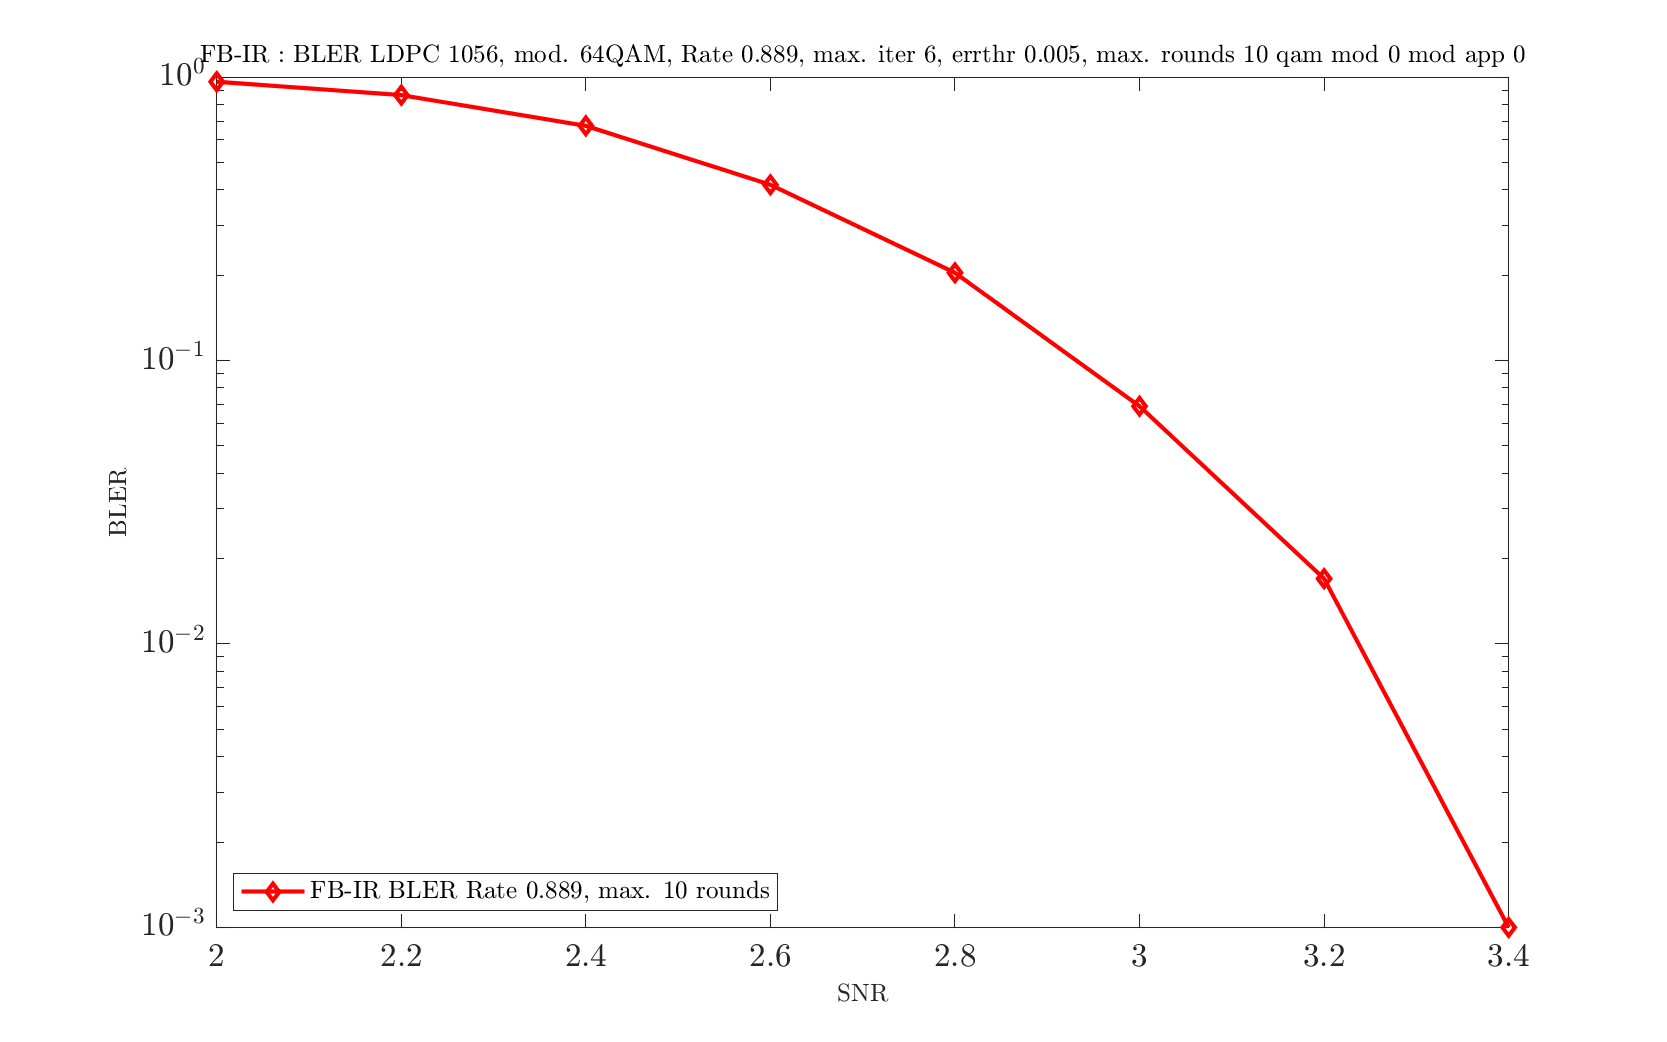 FB-IR : BLER LDPC 1056, mod. 64QAM, Rate 0.889, max. iter 6, errthr 0.005, max. rounds 10 qam mod 0 mod app 0
10^0
10^{-1}
10^{-2}
10^{-3}
BLER
FB-IR BLER Rate 0.889, max. 10 rounds
2 2.2 2.4 2.6 2.8 3 3.2 3.4
SNR